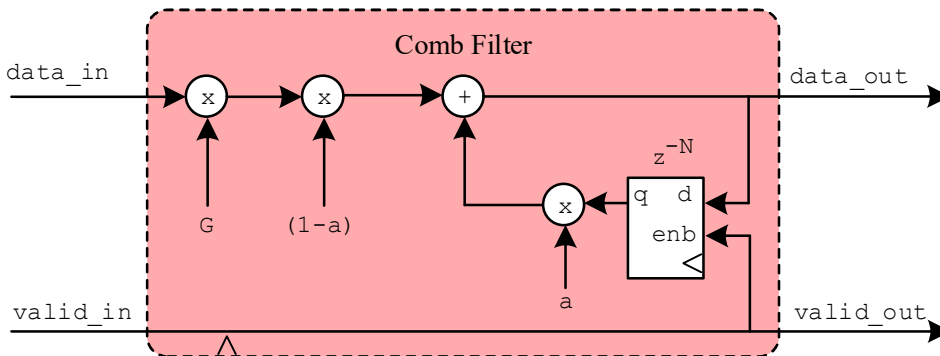 Comb Filter
data_in
data_out
x
x
+
z-N
q
d
x
enb
G
(1-a)
a
valid_in
valid_out